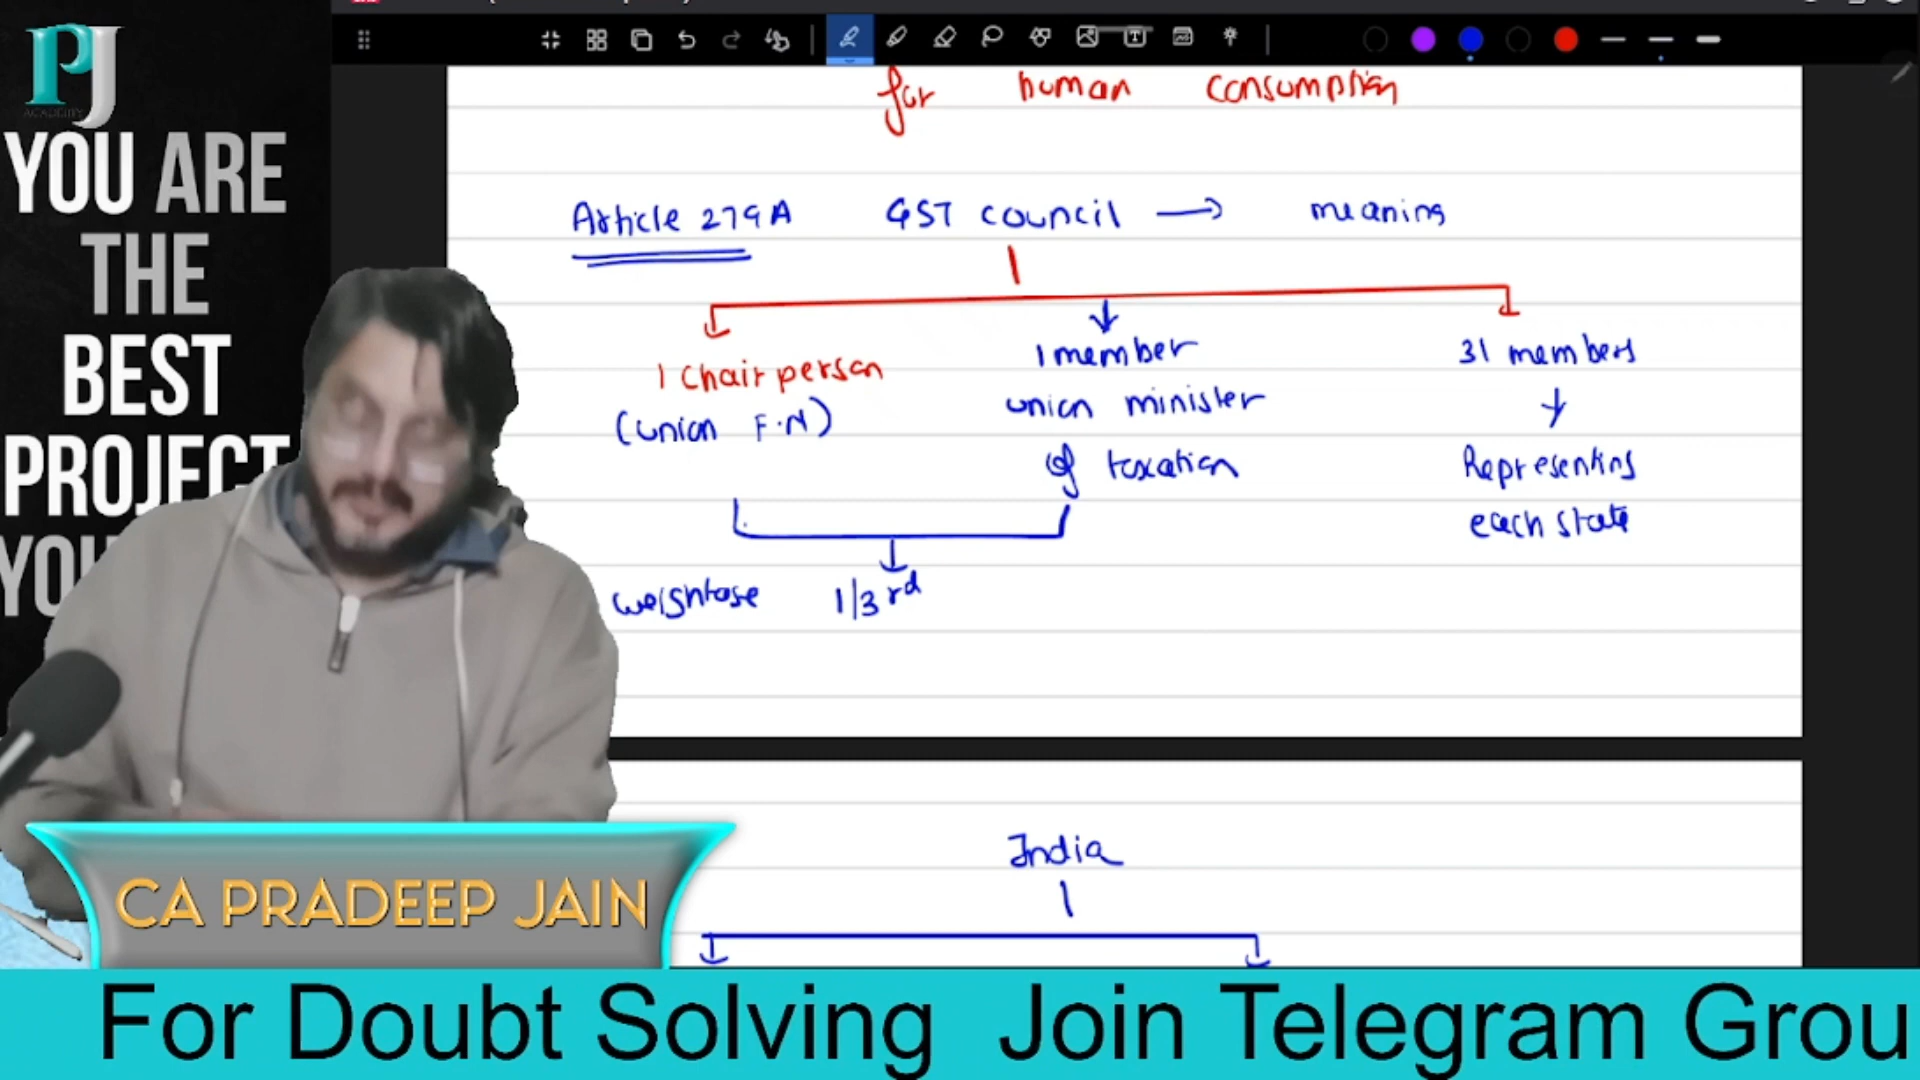 PJ
ACADEMY
YOU ARE
THE
BEST
PROJECT
YOU
for human consumption
Article 279A GST council → meaning
1 Chairperson
(union F.M)
1 member
union minister
of taxation
31 members
Representing
each state
weightage 1/3rd
India
CA PRADEEP JAIN
For Doubt Solving Join Telegram Grou